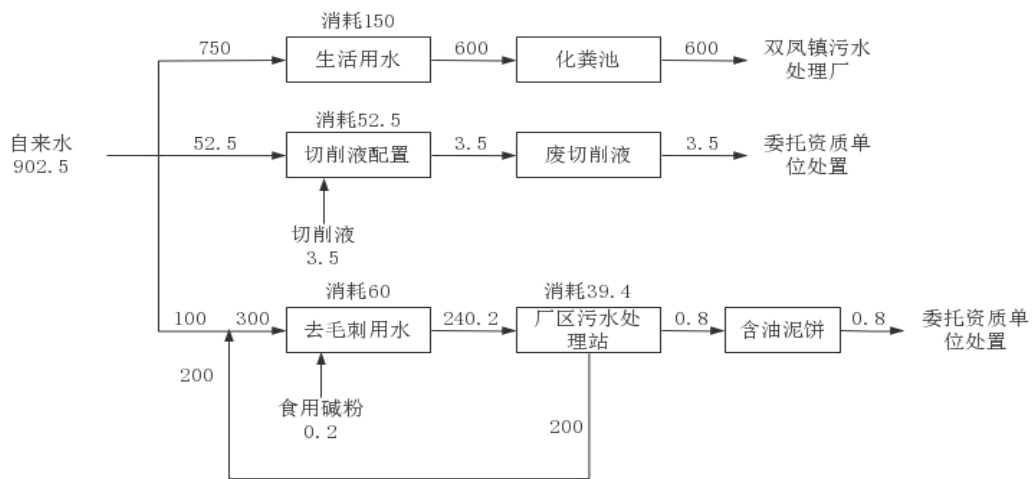 消耗150
750
生活用水
600
化粪池
600
双凤镇污水
处理厂
自来水
902.5
消耗52.5
52.5
切削液配置
3.5
废切削液
3.5
委托资质单
位处置
切削液
3.5
消耗60
消耗39.4
100
300
去毛刺用水
240.2
厂区污水处
理站
0.8
含油泥饼
0.8
委托资质单
位处置
200
食用碱粉
0.2
200